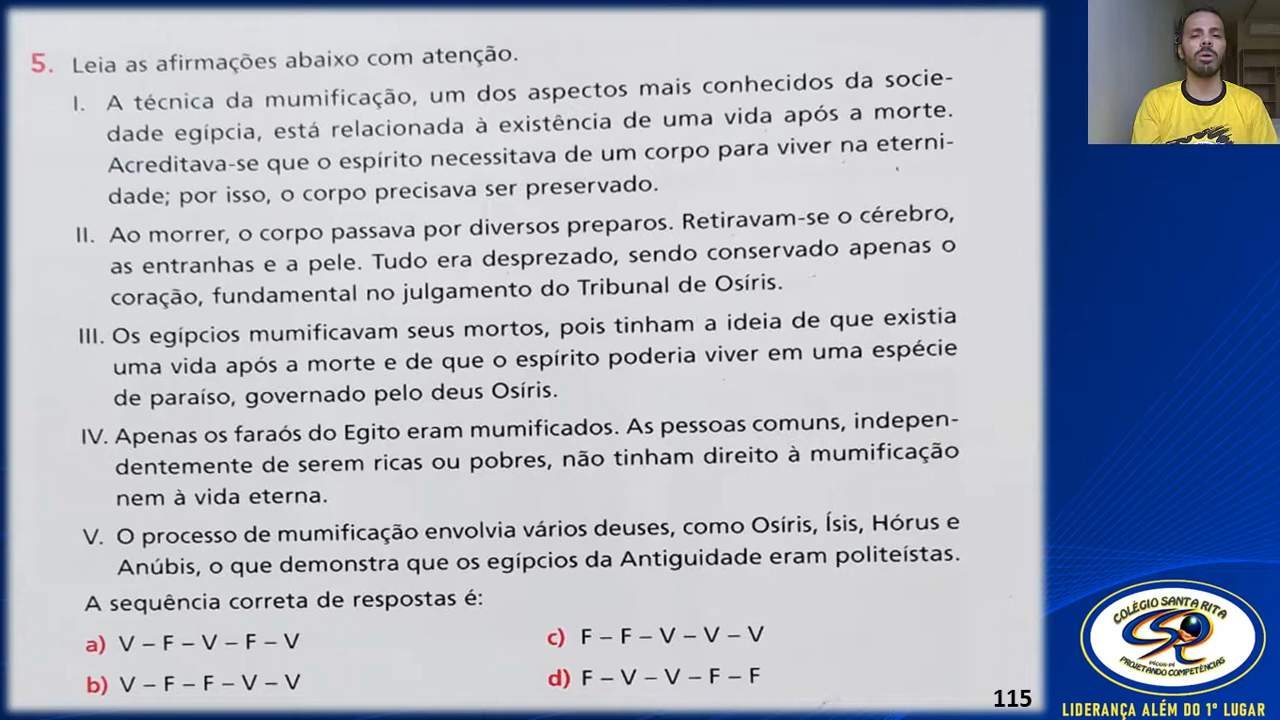 5. Leia as afirmações abaixo com atenção.
I. A técnica da mumificação, um dos aspectos mais conhecidos da socie-
dade egípcia, está relacionada à existência de uma vida após a morte.
Acreditava-se que o espírito necessitava de um corpo para viver na eterni-
dade; por isso, o corpo precisava ser preservado.
II. Ao morrer, o corpo passava por diversos preparos. Retiravam-se o cérebro,
as entranhas e a pele. Tudo era desprezado, sendo conservado apenas o
coração, fundamental no julgamento do Tribunal de Osíris.
III. Os egípcios mumificavam seus mortos, pois tinham a ideia de que existia
uma vida após a morte e de que o espírito poderia viver em uma espécie
de paraíso, governado pelo deus Osíris.
IV. Apenas os faraós do Egito eram mumificados. As pessoas comuns, indepen-
dentemente de serem ricas ou pobres, não tinham direito à mumificação
nem à vida eterna.
V. O processo de mumificação envolvia vários deuses, como Osíris, Ísis, Hórus e
Anúbis, o que demonstra que os egípcios da Antiguidade eram politeístas.
A sequência correta de respostas é:
a) V – F – V – F – V
b) V – F – F – V – V
c) F – F – V – V – V
d) F – V – V – F – F
115
COLÉGIO SANTA RITA
PICOS-PI
PROJETANDO COMPETÊNCIAS
LIDERANÇA ALÉM DO 1º LUGAR